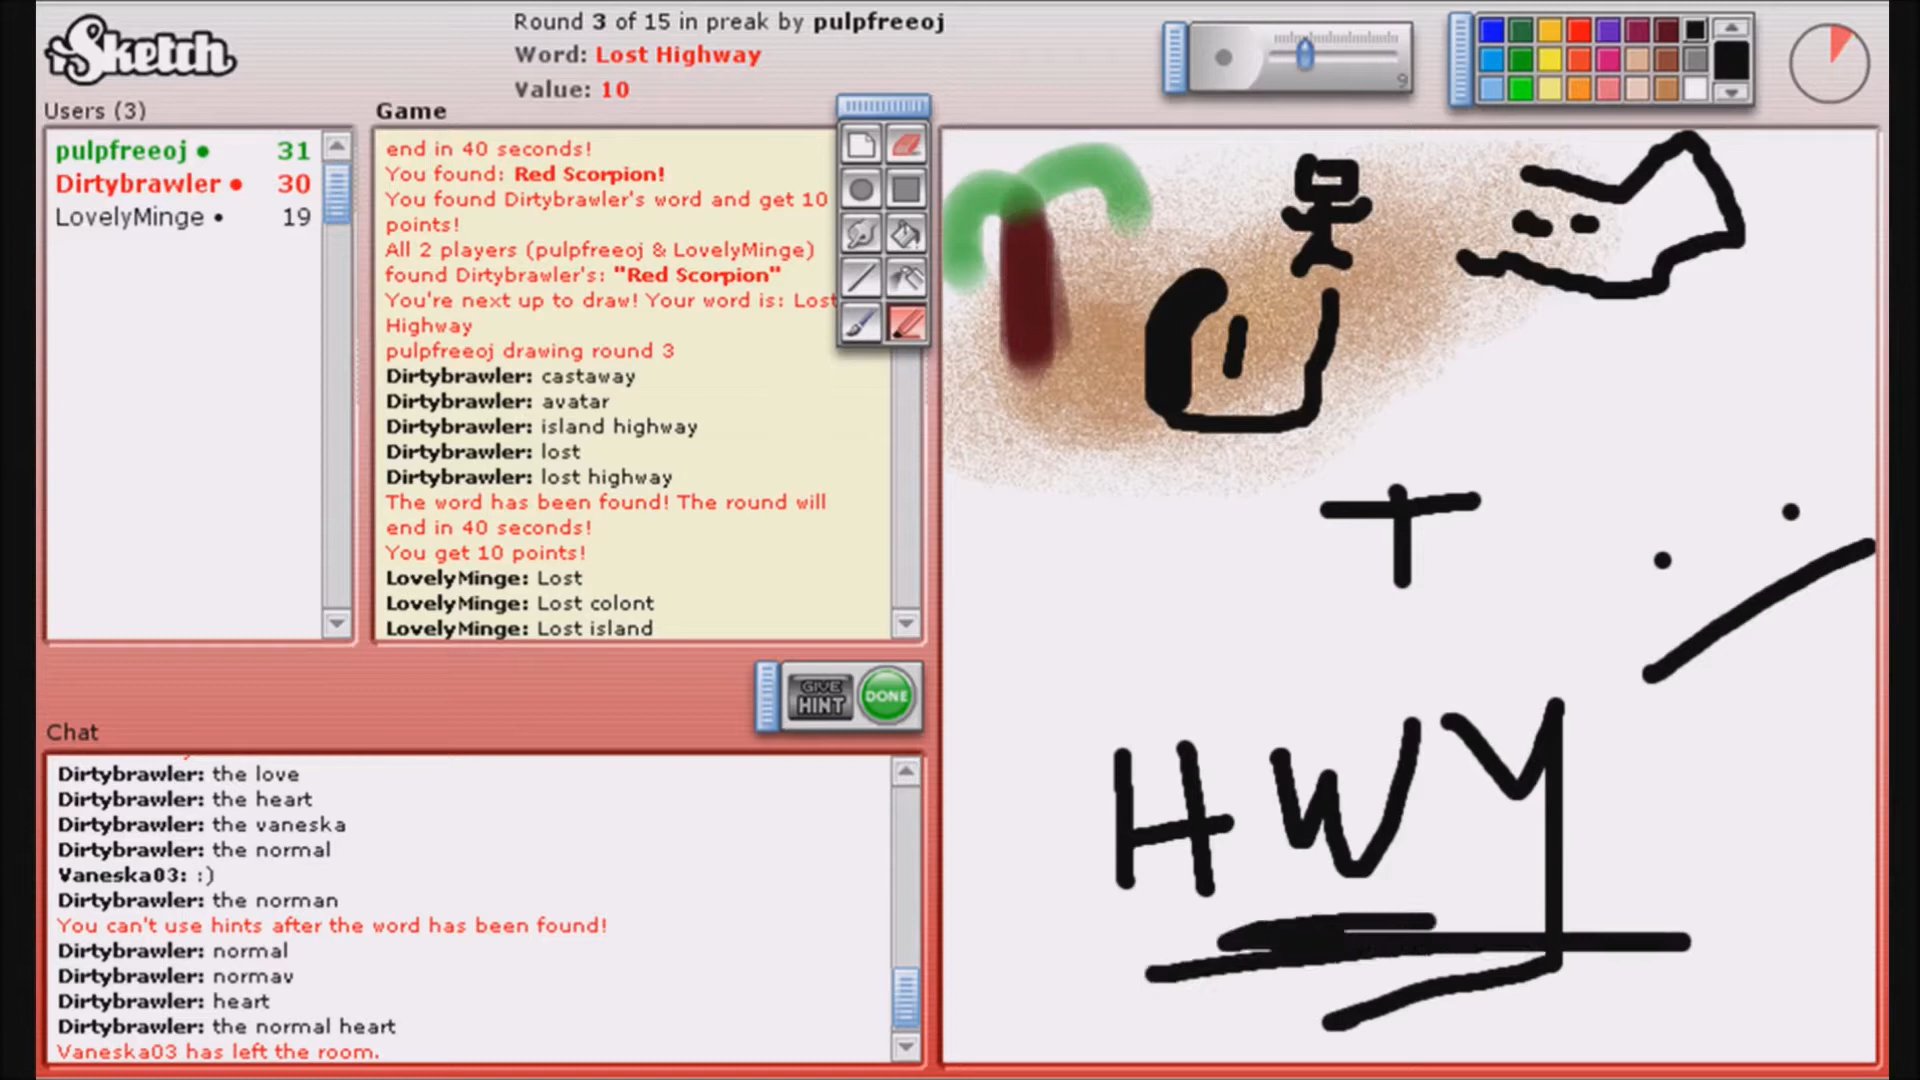 iSketch
Round 3 of 15 in preak by pulpfreeoj
Word: Lost Highway
Value: 10
9
Users (3)
pulpfreeoj • 31
Dirtybrawler • 30
LovelyMinge • 19
Game
end in 40 seconds!
You found: Red Scorpion!
You found Dirtybrawler's word and get 10
points!
All 2 players (pulpfreeoj & LovelyMinge)
found Dirtybrawler's: "Red Scorpion"
You're next up to draw! Your word is: Lost
Highway
pulpfreeoj drawing round 3
Dirtybrawler: castaway
Dirtybrawler: avatar
Dirtybrawler: island highway
Dirtybrawler: lost
Dirtybrawler: lost highway
The word has been found! The round will
end in 40 seconds!
You get 10 points!
LovelyMinge: Lost
LovelyMinge: Lost colont
LovelyMinge: Lost island
GIVE
HINT
DONE
Chat
Dirtybrawler: the love
Dirtybrawler: the heart
Dirtybrawler: the vaneska
Dirtybrawler: the normal
Vaneska03: :)
Dirtybrawler: the norman
You can't use hints after the word has been found!
Dirtybrawler: normal
Dirtybrawler: normav
Dirtybrawler: heart
Dirtybrawler: the normal heart
Vaneska03 has left the room.
HWY